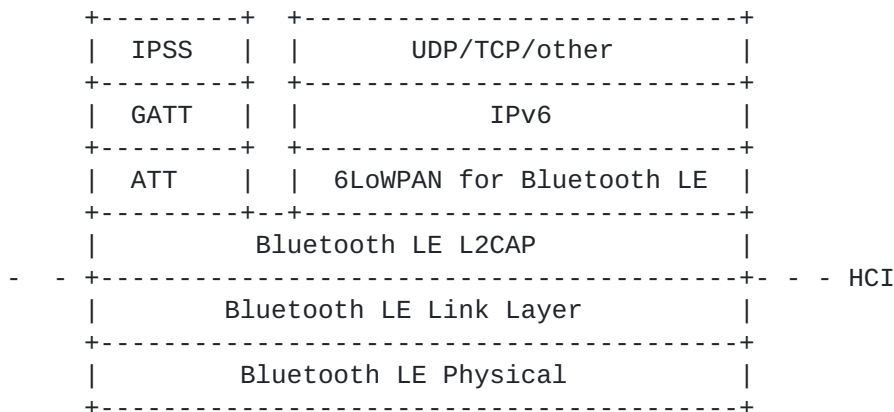 +---------+  +----------------------------+
|  IPSS   |  |       UDP/TCP/other        |
+---------+  +----------------------------+
|  GATT   |  |            IPv6            |
+---------+  +----------------------------+
|  ATT    |  |  6LoWPAN for Bluetooth LE  |
+---------+--+----------------------------+
|          Bluetooth LE L2CAP             |
-  - +-----------------------------------------+- - - HCI
|        Bluetooth LE Link Layer          |
+-----------------------------------------+
|         Bluetooth LE Physical           |
+-----------------------------------------+